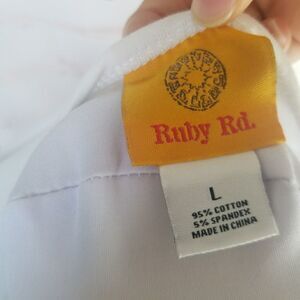 Ruby Rd.
L
95% COTTON
5% SPANDEX
MADE IN CHINA